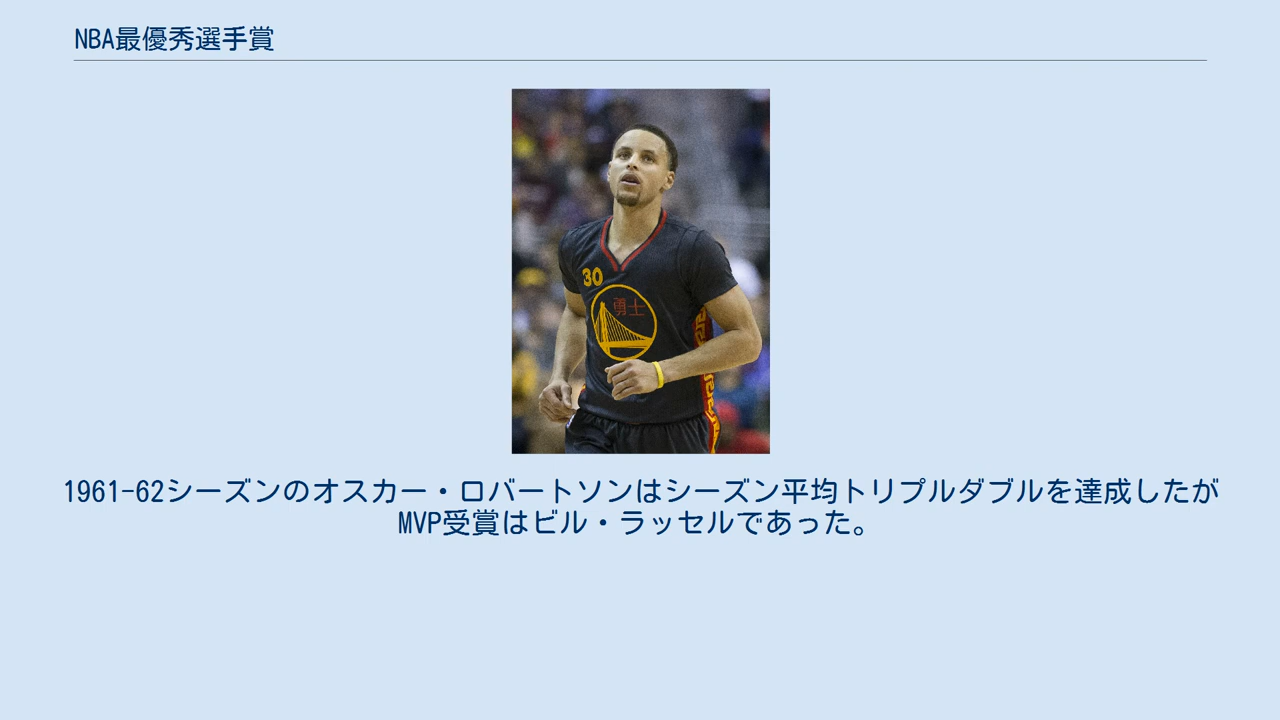 NBA最優秀選手賞
30
勇士
1961-62シーズンのオスカー・ロバートソンはシーズン平均トリプルダブルを達成したが
MVP受賞はビル・ラッセルであった。